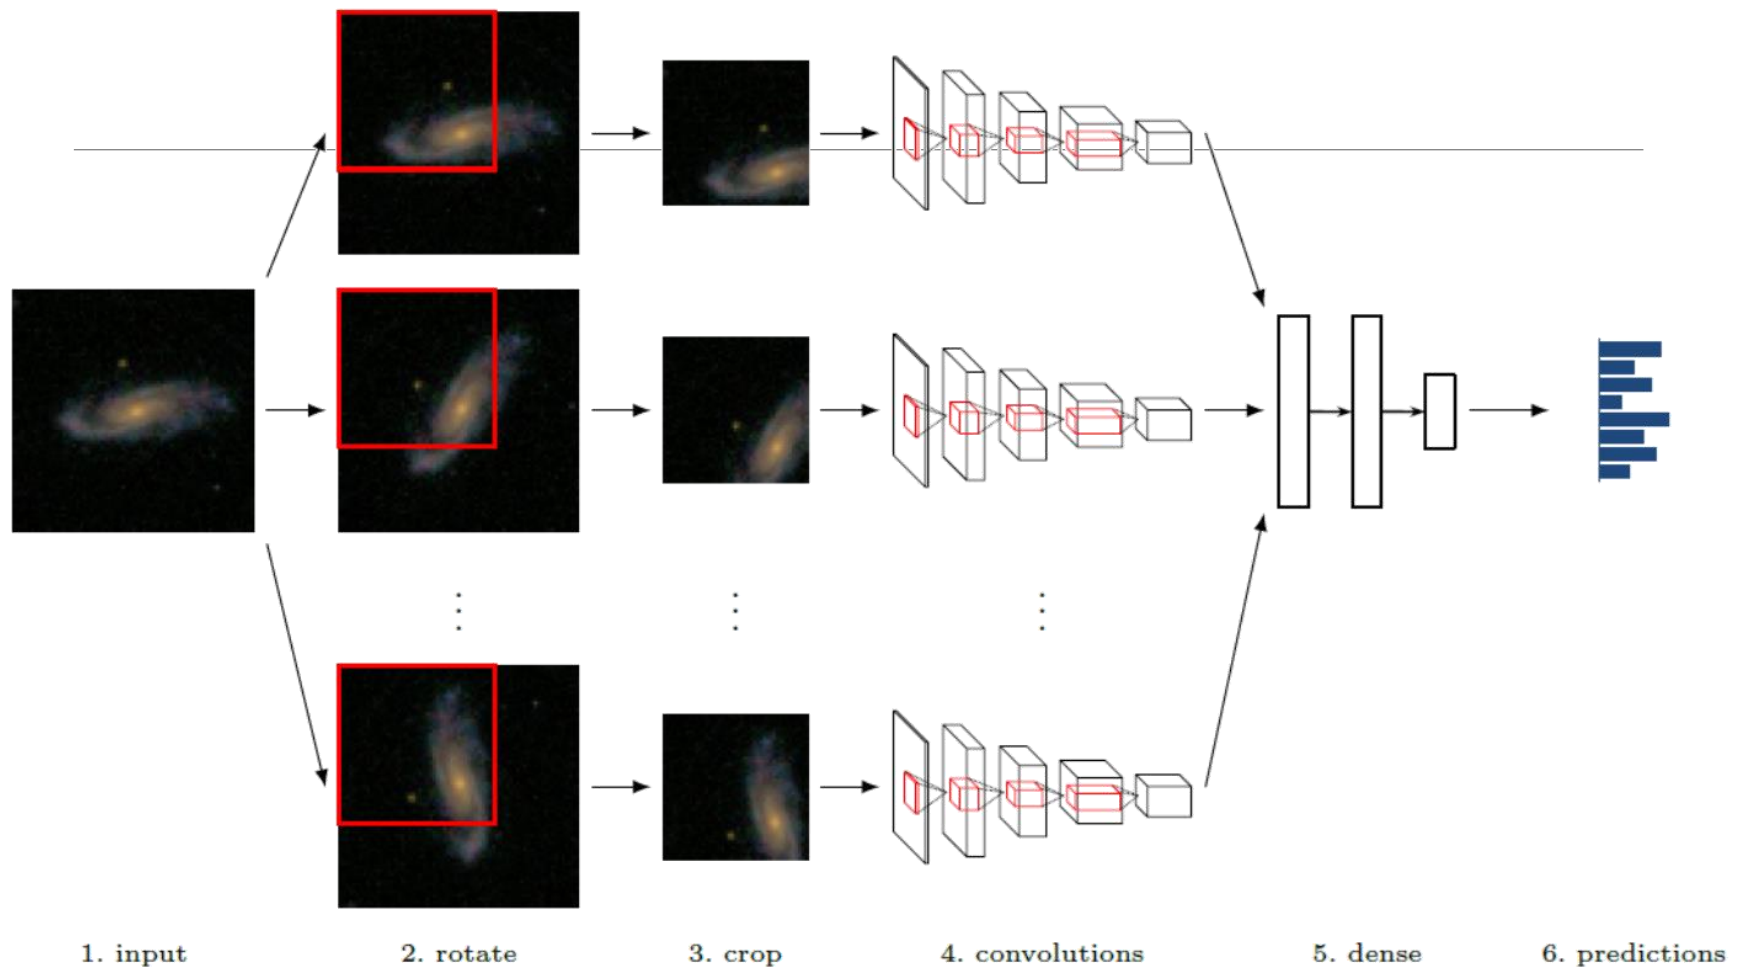 1. input 2. rotate 3. crop 4. convolutions 5. dense 6. predictions